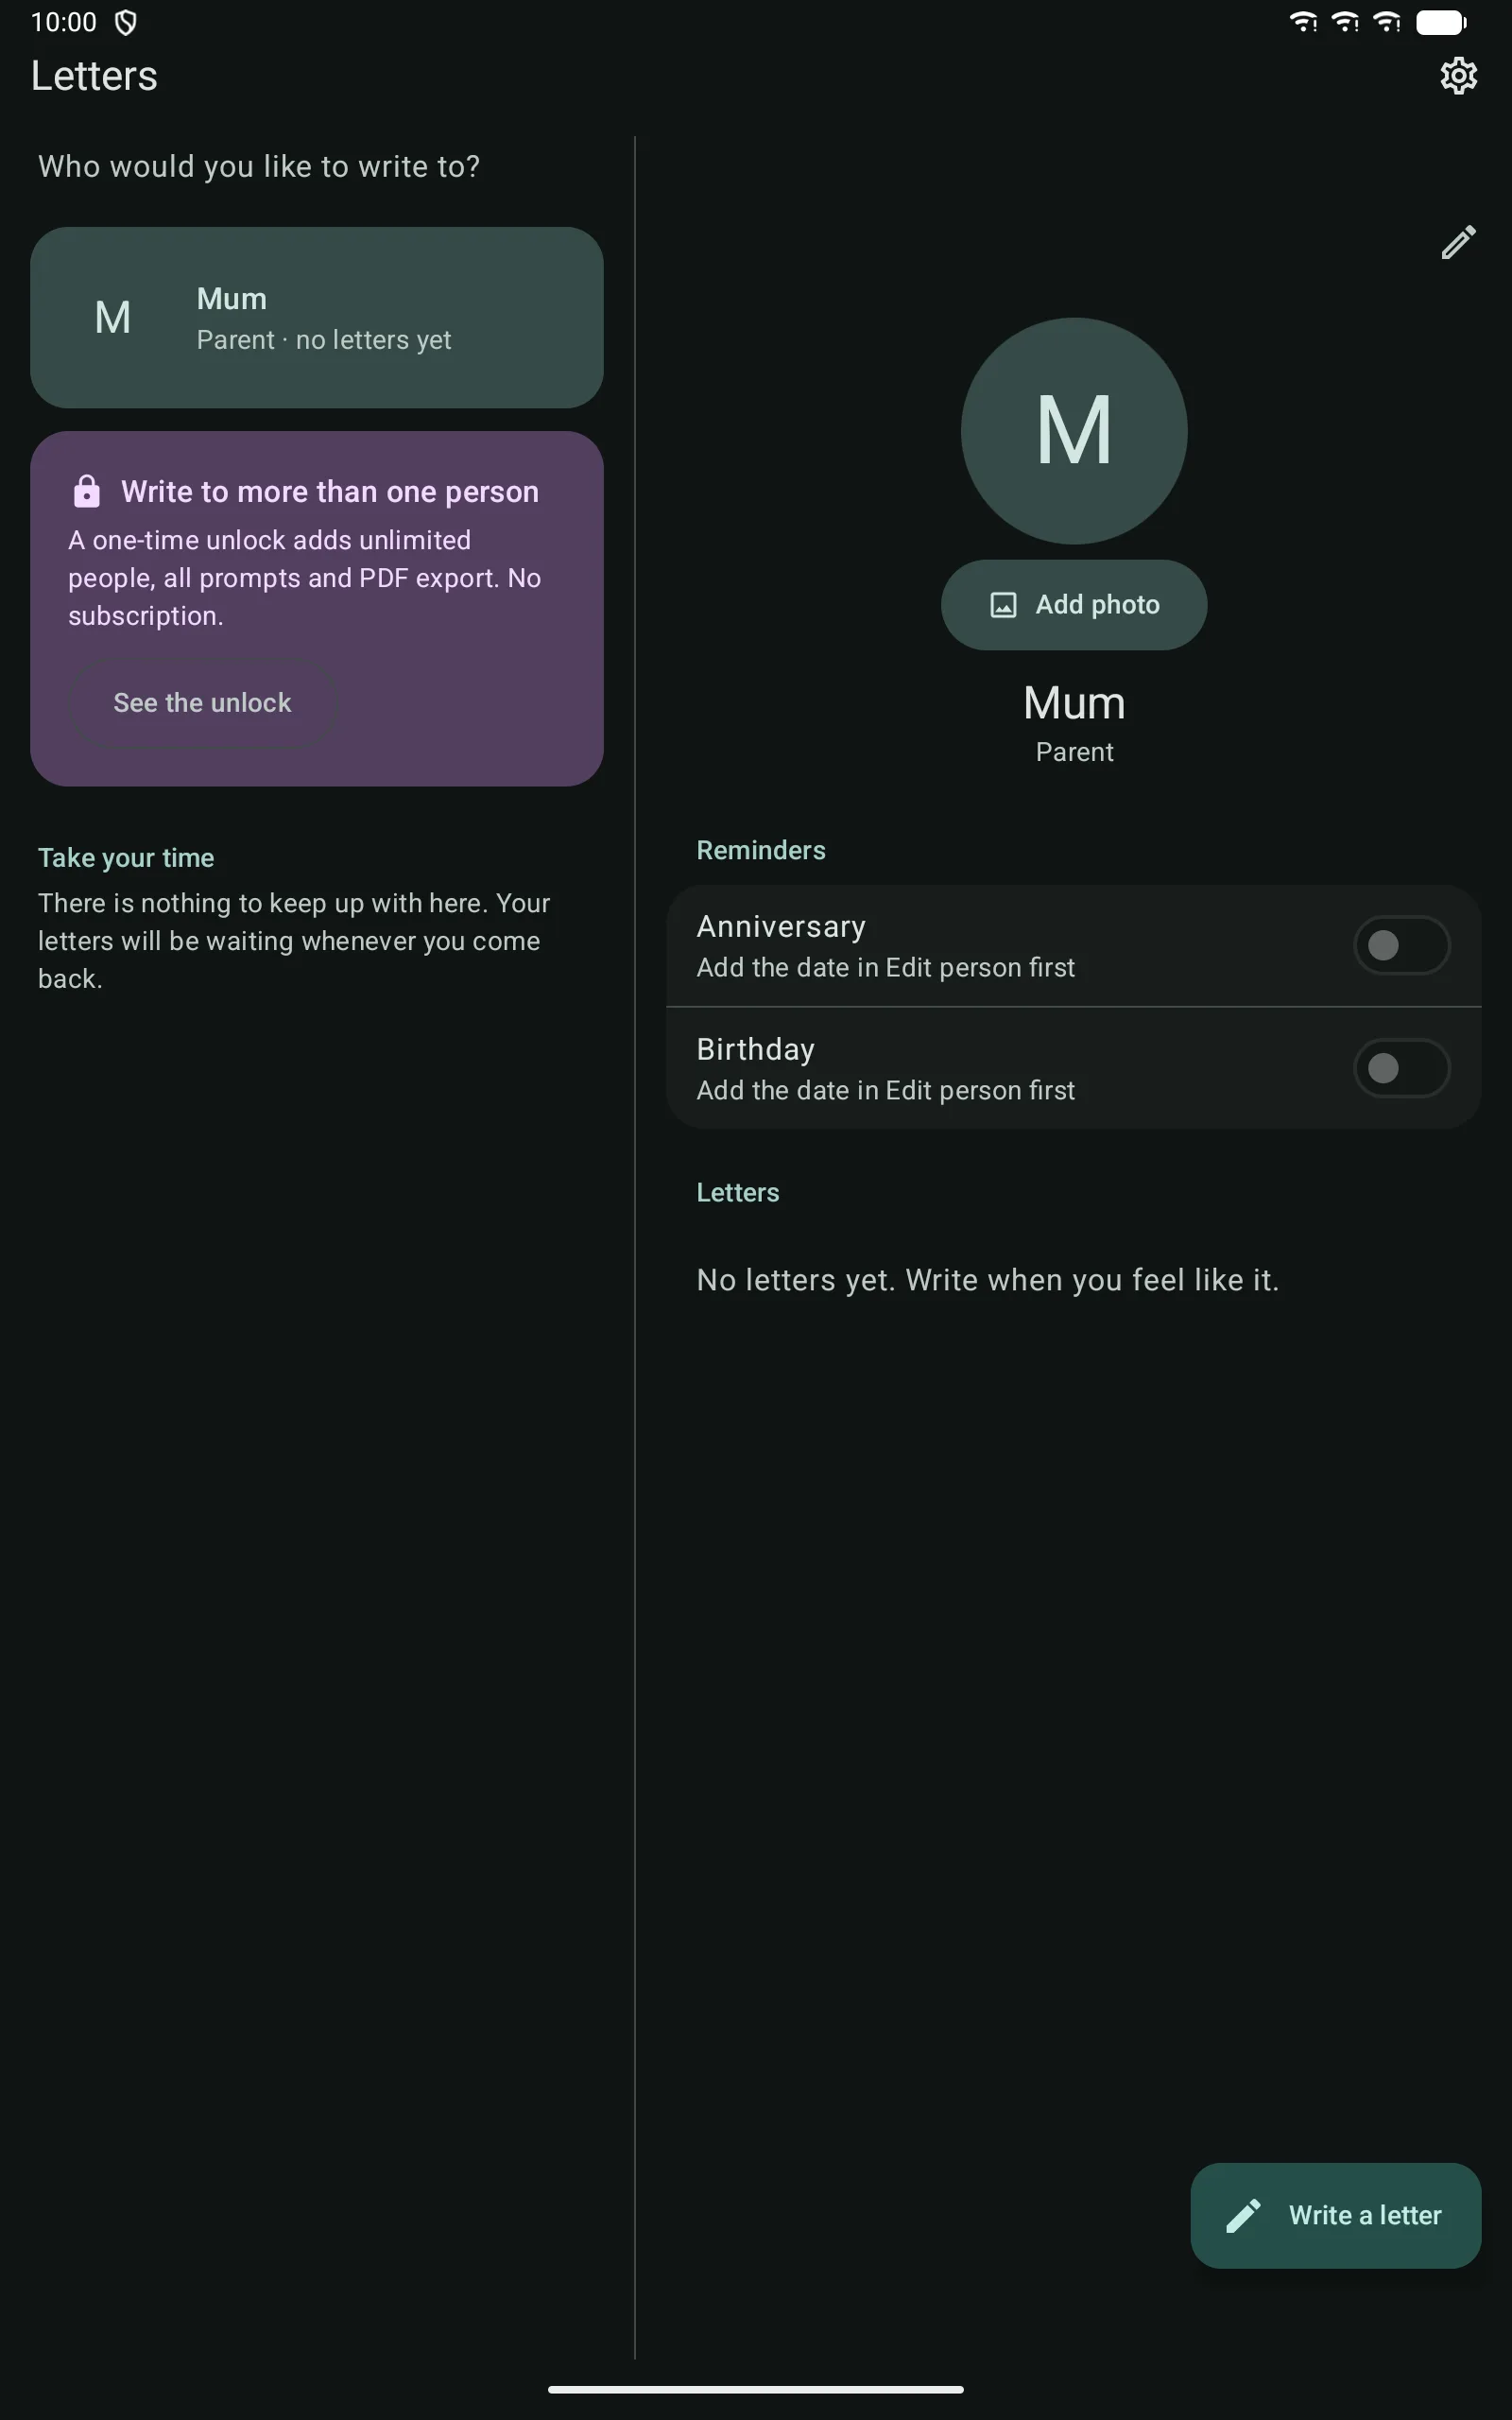 10:00
Letters
Who would you like to write to?
M
Mum
Parent · no letters yet
Write to more than one person
A one-time unlock adds unlimited
people, all prompts and PDF export. No
subscription.
See the unlock
Take your time
There is nothing to keep up with here. Your
letters will be waiting whenever you come
back.
M
Add photo
Mum
Parent
Reminders
Anniversary
Add the date in Edit person first
Birthday
Add the date in Edit person first
Letters
No letters yet. Write when you feel like it.
Write a letter